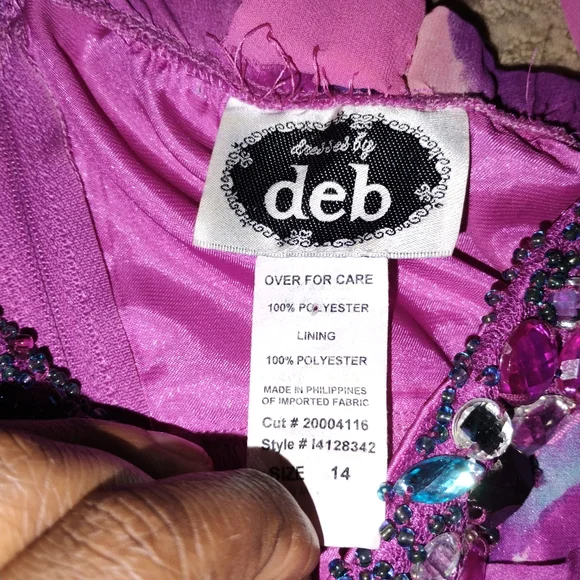 dresses by
deb
OVER FOR CARE
100% POLYESTER
LINING
100% POLYESTER
MADE IN PHILIPPINES
OF IMPORTED FABRIC
Cut # 20004116
Style # I4128342
SIZE 14